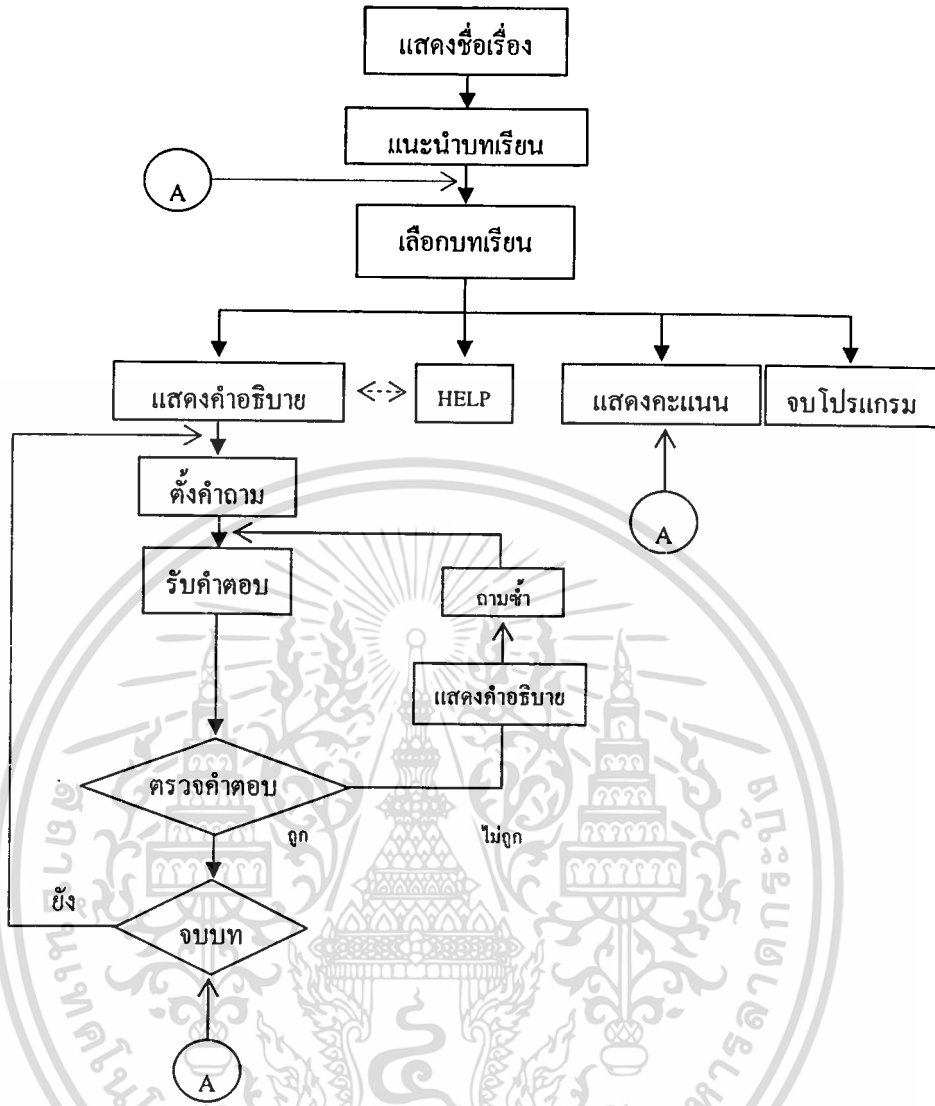 แสดงชื่อเรื่อง
แนะนำบทเรียน
A
เลือกบทเรียน
แสดงคำอธิบาย
HELP
แสดงคะแนน
จบโปรแกรม
ตั้งคำถาม
A
รับคำตอบ
ถามซ้ำ
แสดงคำอธิบาย
ตรวจคำตอบ
ถูก
ไม่ถูก
ยัง
จบบท
A